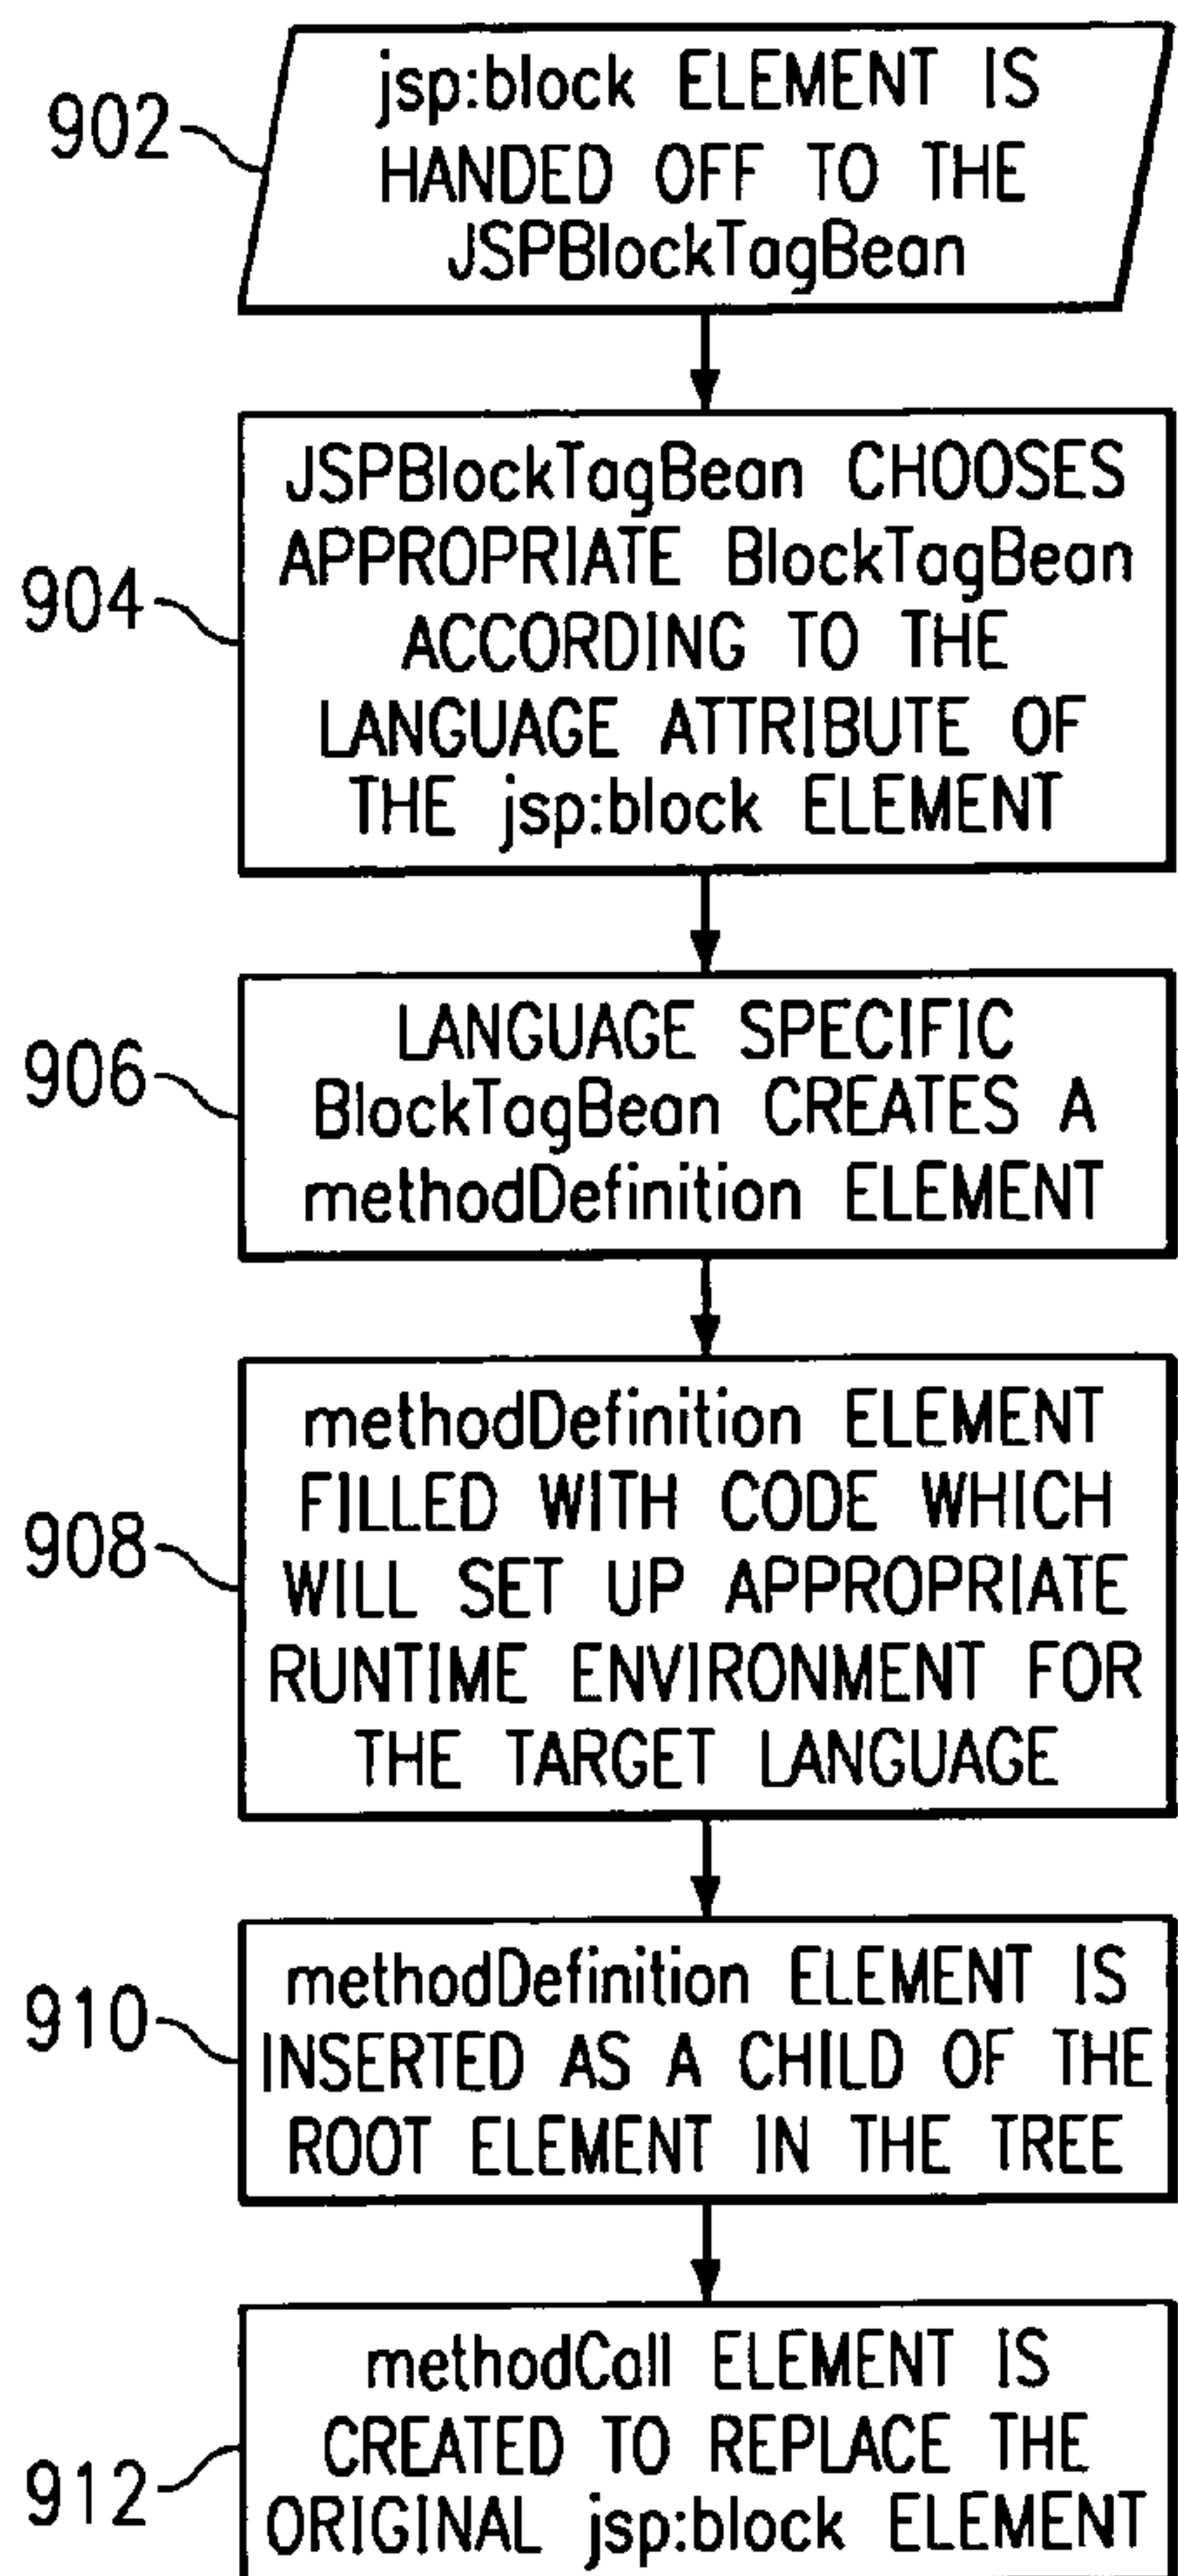 902
jsp:block ELEMENT IS
HANDED OFF TO THE
JSPBlockTagBean
904
JSPBlockTagBean CHOOSES
APPROPRIATE BlockTagBean
ACCORDING TO THE
LANGUAGE ATTRIBUTE OF
THE jsp:block ELEMENT
906
LANGUAGE SPECIFIC
BlockTagBean CREATES A
methodDefinition ELEMENT
908
methodDefinition ELEMENT
FILLED WITH CODE WHICH
WILL SET UP APPROPRIATE
RUNTIME ENVIRONMENT FOR
THE TARGET LANGUAGE
910
methodDefinition ELEMENT IS
INSERTED AS A CHILD OF THE
ROOT ELEMENT IN THE TREE
912
methodCall ELEMENT IS
CREATED TO REPLACE THE
ORIGINAL jsp:block ELEMENT